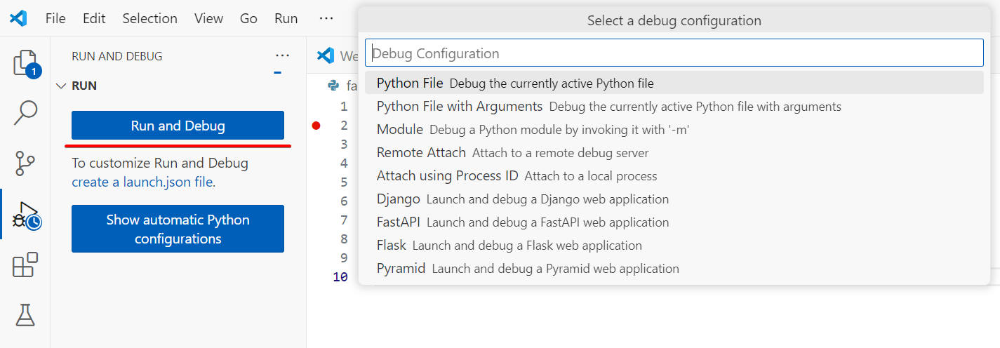 File Edit Selection View Go Run ...
Select a debug configuration
Debug Configuration
Python File Debug the currently active Python file
Python File with Arguments Debug the currently active Python file with arguments
Module Debug a Python module by invoking it with '-m'
Remote Attach Attach to a remote debug server
Attach using Process ID Attach to a local process
Django Launch and debug a Django web application
FastAPI Launch and debug a FastAPI web application
Flask Launch and debug a Flask web application
Pyramid Launch and debug a Pyramid web application
1
RUN AND DEBUG ...
RUN
Run and Debug
To customize Run and Debug
create a launch.json file.
Show automatic Python
configurations
We
fa
1
2
3
4
5
6
7
8
9
10